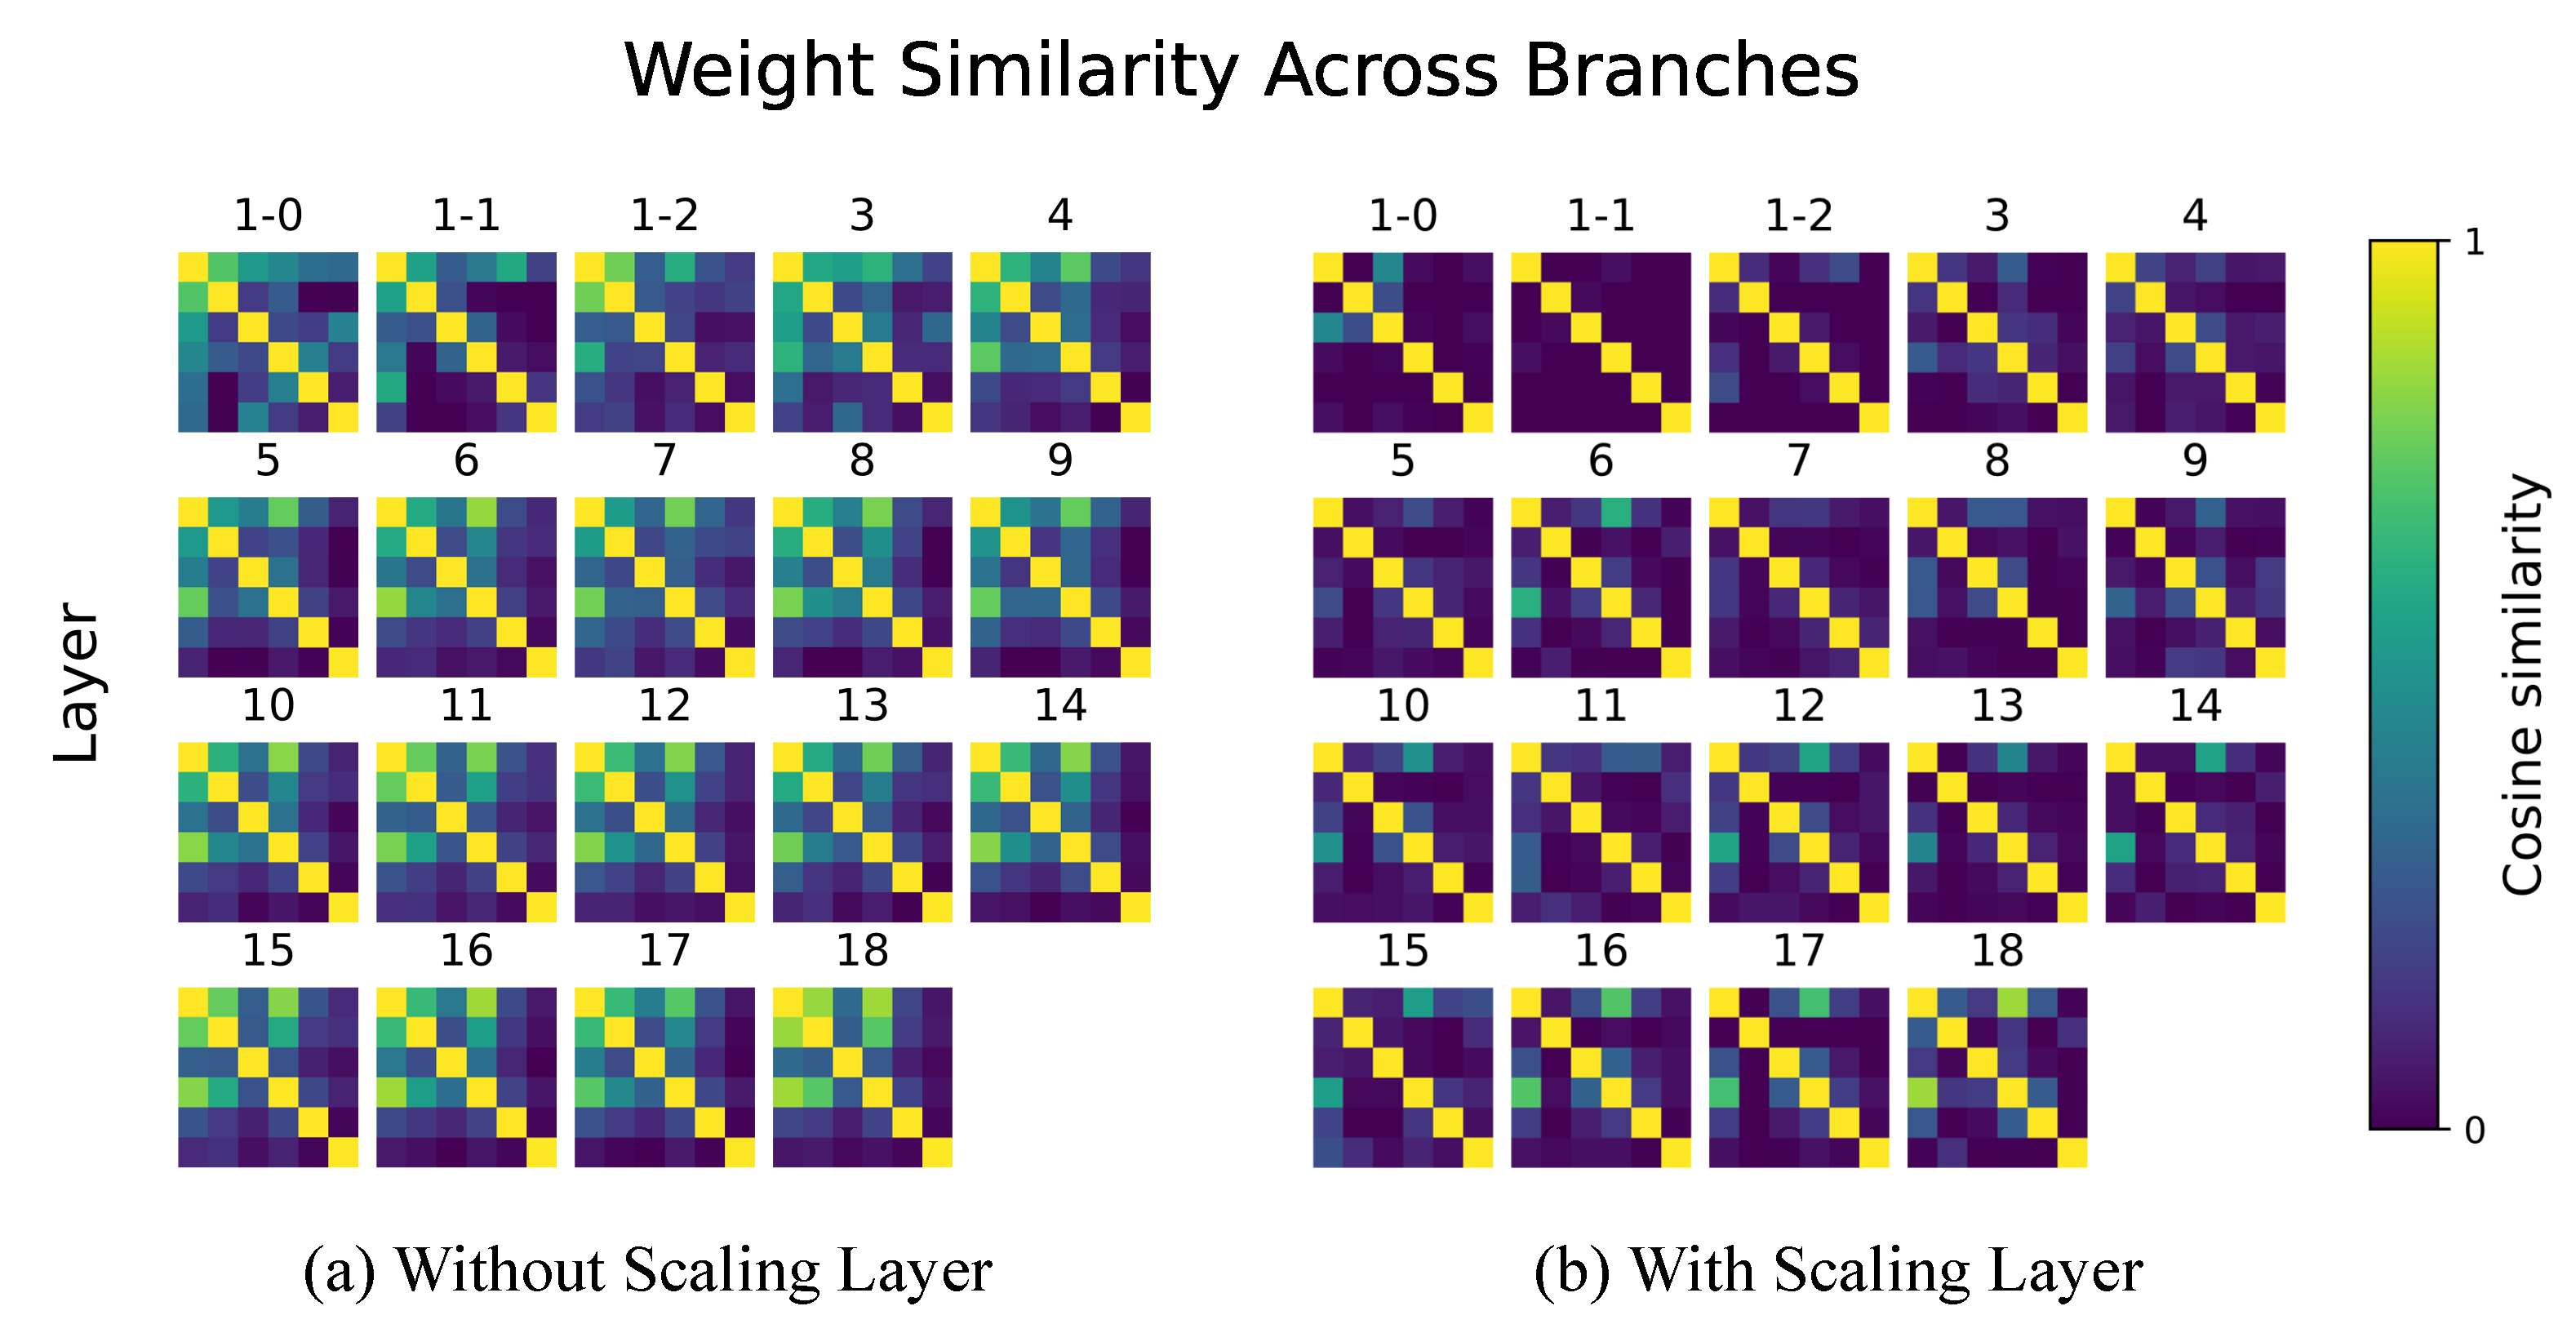 Weight Similarity Across Branches
1-0 1-1 1-2 3 4
5 6 7 8 9
10 11 12 13 14
15 16 17 18
Layer
(a) Without Scaling Layer
1-0 1-1 1-2 3 4
5 6 7 8 9
10 11 12 13 14
15 16 17 18
(b) With Scaling Layer
1
0
Cosine similarity